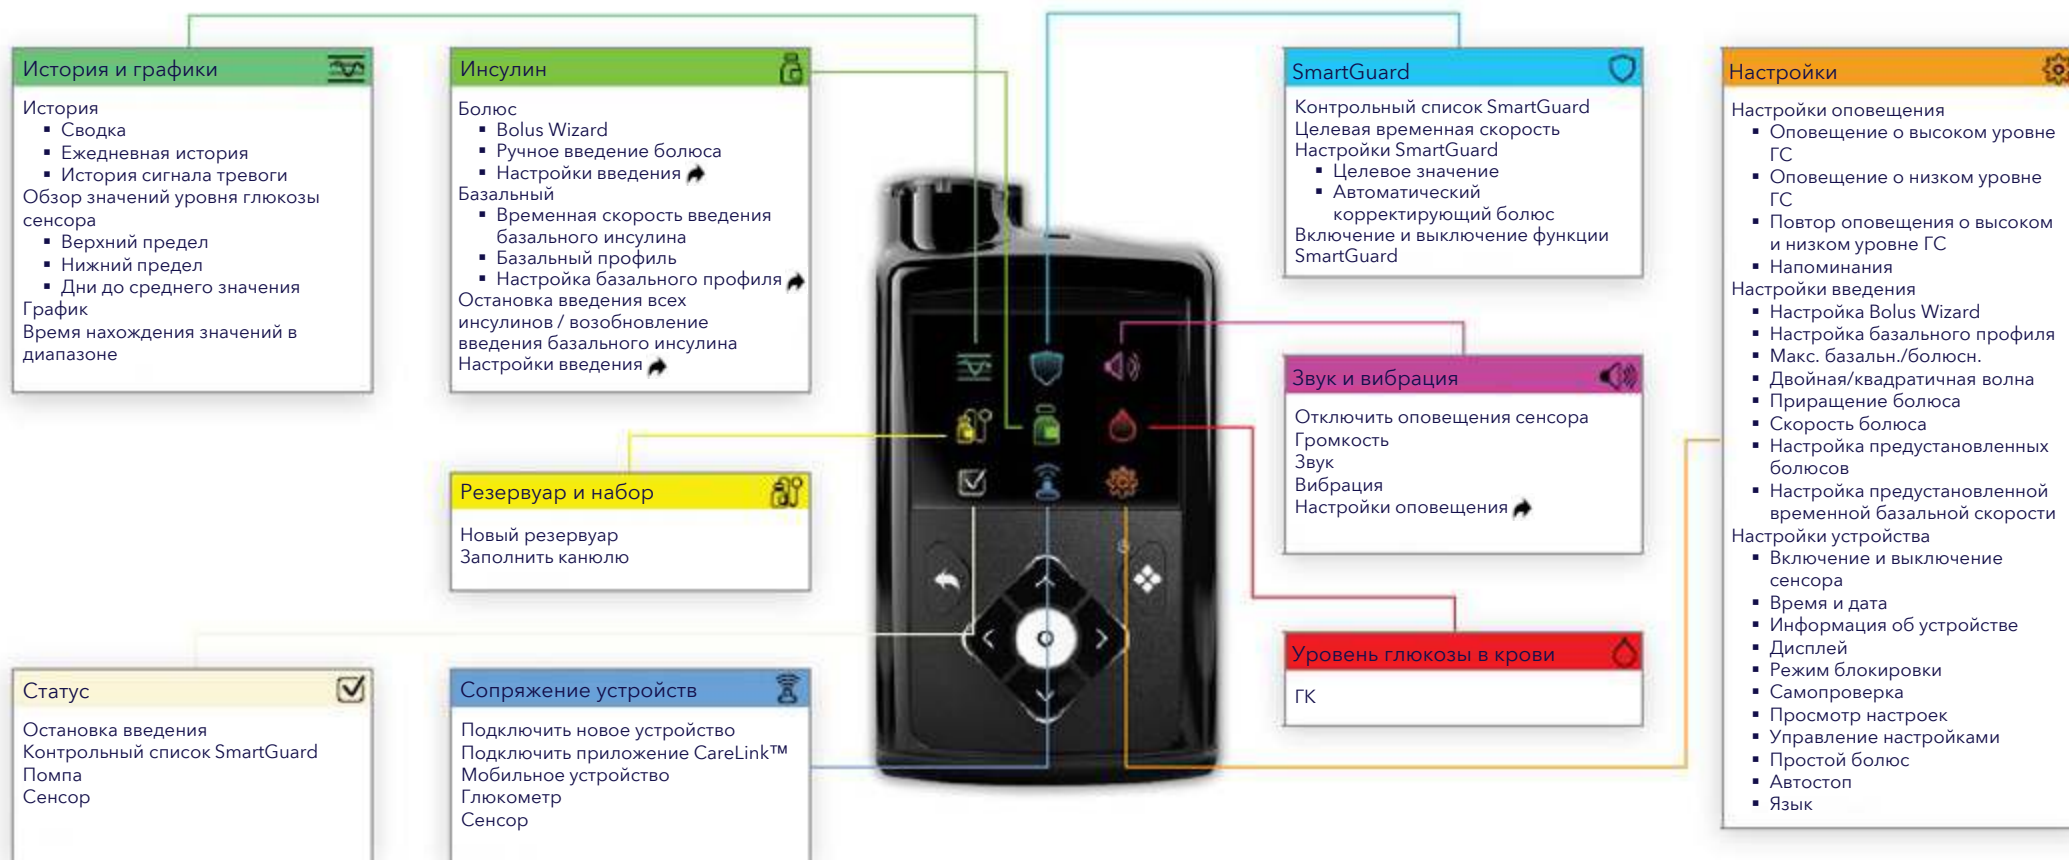 История и графики
История
▪ Сводка
▪ Ежедневная история
▪ История сигнала тревоги
Обзор значений уровня глюкозы
сенсора
▪ Верхний предел
▪ Нижний предел
▪ Дни до среднего значения
График
Время нахождения значений в
диапазоне
Инсулин
Болюс
▪ Bolus Wizard
▪ Ручное введение болюса
▪ Настройки введения
Базальный
▪ Временная скорость введения
базального инсулина
▪ Базальный профиль
▪ Настройка базального профиля
Остановка введения всех
инсулинов / возобновление
введения базального инсулина
Настройки введения
Резервуар и набор
Новый резервуар
Заполнить канюлю
Статус
Остановка введения
Контрольный список SmartGuard
Помпа
Сенсор
Сопряжение устройств
Подключить новое устройство
Подключить приложение CareLink™
Мобильное устройство
Глюкометр
Сенсор
SmartGuard
Контрольный список SmartGuard
Целевая временная скорость
Настройки SmartGuard
▪ Целевое значение
▪ Автоматический
корректирующий болюс
Включение и выключение функции
SmartGuard
Звук и вибрация
Отключить оповещения сенсора
Громкость
Звук
Вибрация
Настройки оповещения
Уровень глюкозы в крови
ГК
Настройки
Настройки оповещения
▪ Оповещение о высоком уровне
ГС
▪ Оповещение о низком уровне
ГС
▪ Повтор оповещения о высоком
и низком уровне ГС
▪ Напоминания
Настройки введения
▪ Настройка Bolus Wizard
▪ Настройка базального профиля
▪ Макс. базальн./болюсн.
▪ Двойная/квадратичная волна
▪ Приращение болюса
▪ Скорость болюса
▪ Настройка предустановленных
болюсов
▪ Настройка предустановленной
временной базальной скорости
Настройки устройства
▪ Включение и выключение
сенсора
▪ Время и дата
▪ Информация об устройстве
▪ Дисплей
▪ Режим блокировки
▪ Самопроверка
▪ Просмотр настроек
▪ Управление настройками
▪ Простой болюс
▪ Автостоп
▪ Язык